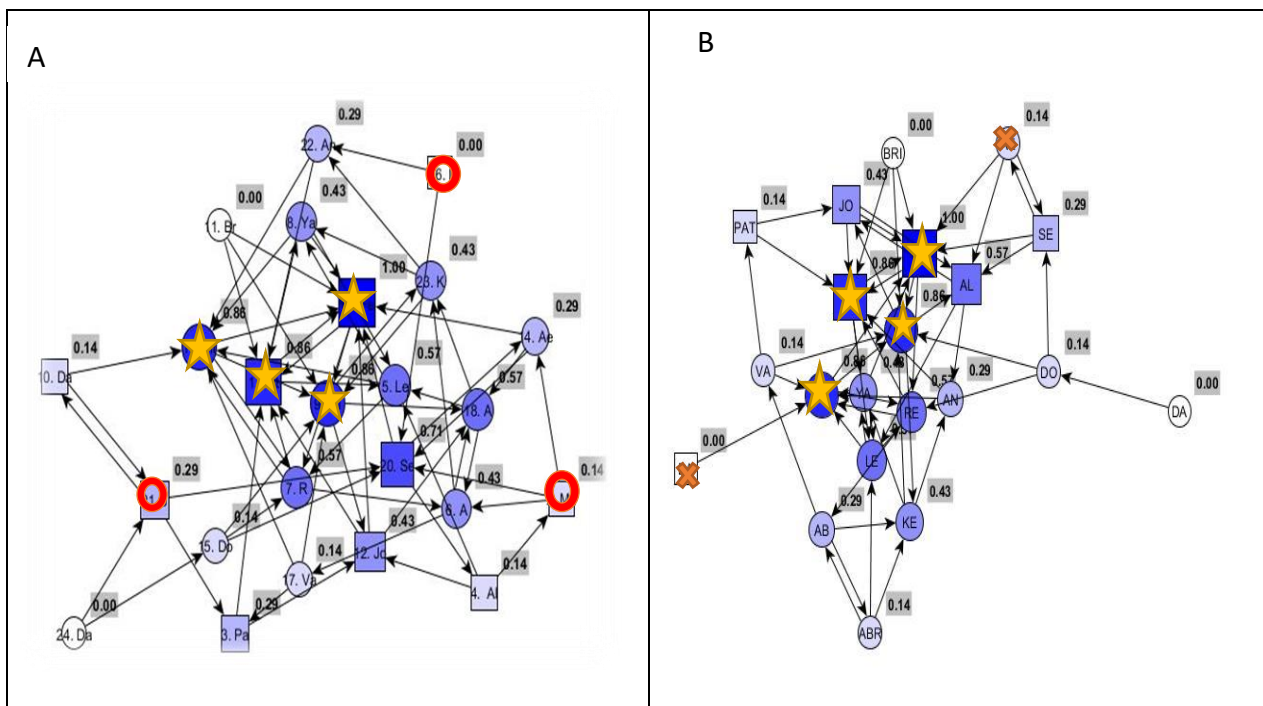 A
0.29
22. An
0.00
6. I
0.43
0.00
8. Ya
11. Br
0.43
1.00
23. K
0.29
0.86
4. Ae
0.14
0.86
10. Da
0.57
0.86
5. Le
0.57
18. A
0.71
0.29
0.57
20. Se
0.14
0.43
7. R
M
6. A
0.14
0.43
15. Do
0.14
12. Jo
0.14
17. Va
4. Al
0.00
0.29
24. Da
3. Pa
B
0.00
0.14
BRI
0.43
0.14
JO
0.29
PAT
1.00
SE
0.86
0.57
AL
0.86
0.14
0.14
VA
0.29
DO
0.86
0.43
0.57
0.00
YA
AN
RE
DA
0.00
LE
0.29
0.43
AB
KE
0.14
ABR